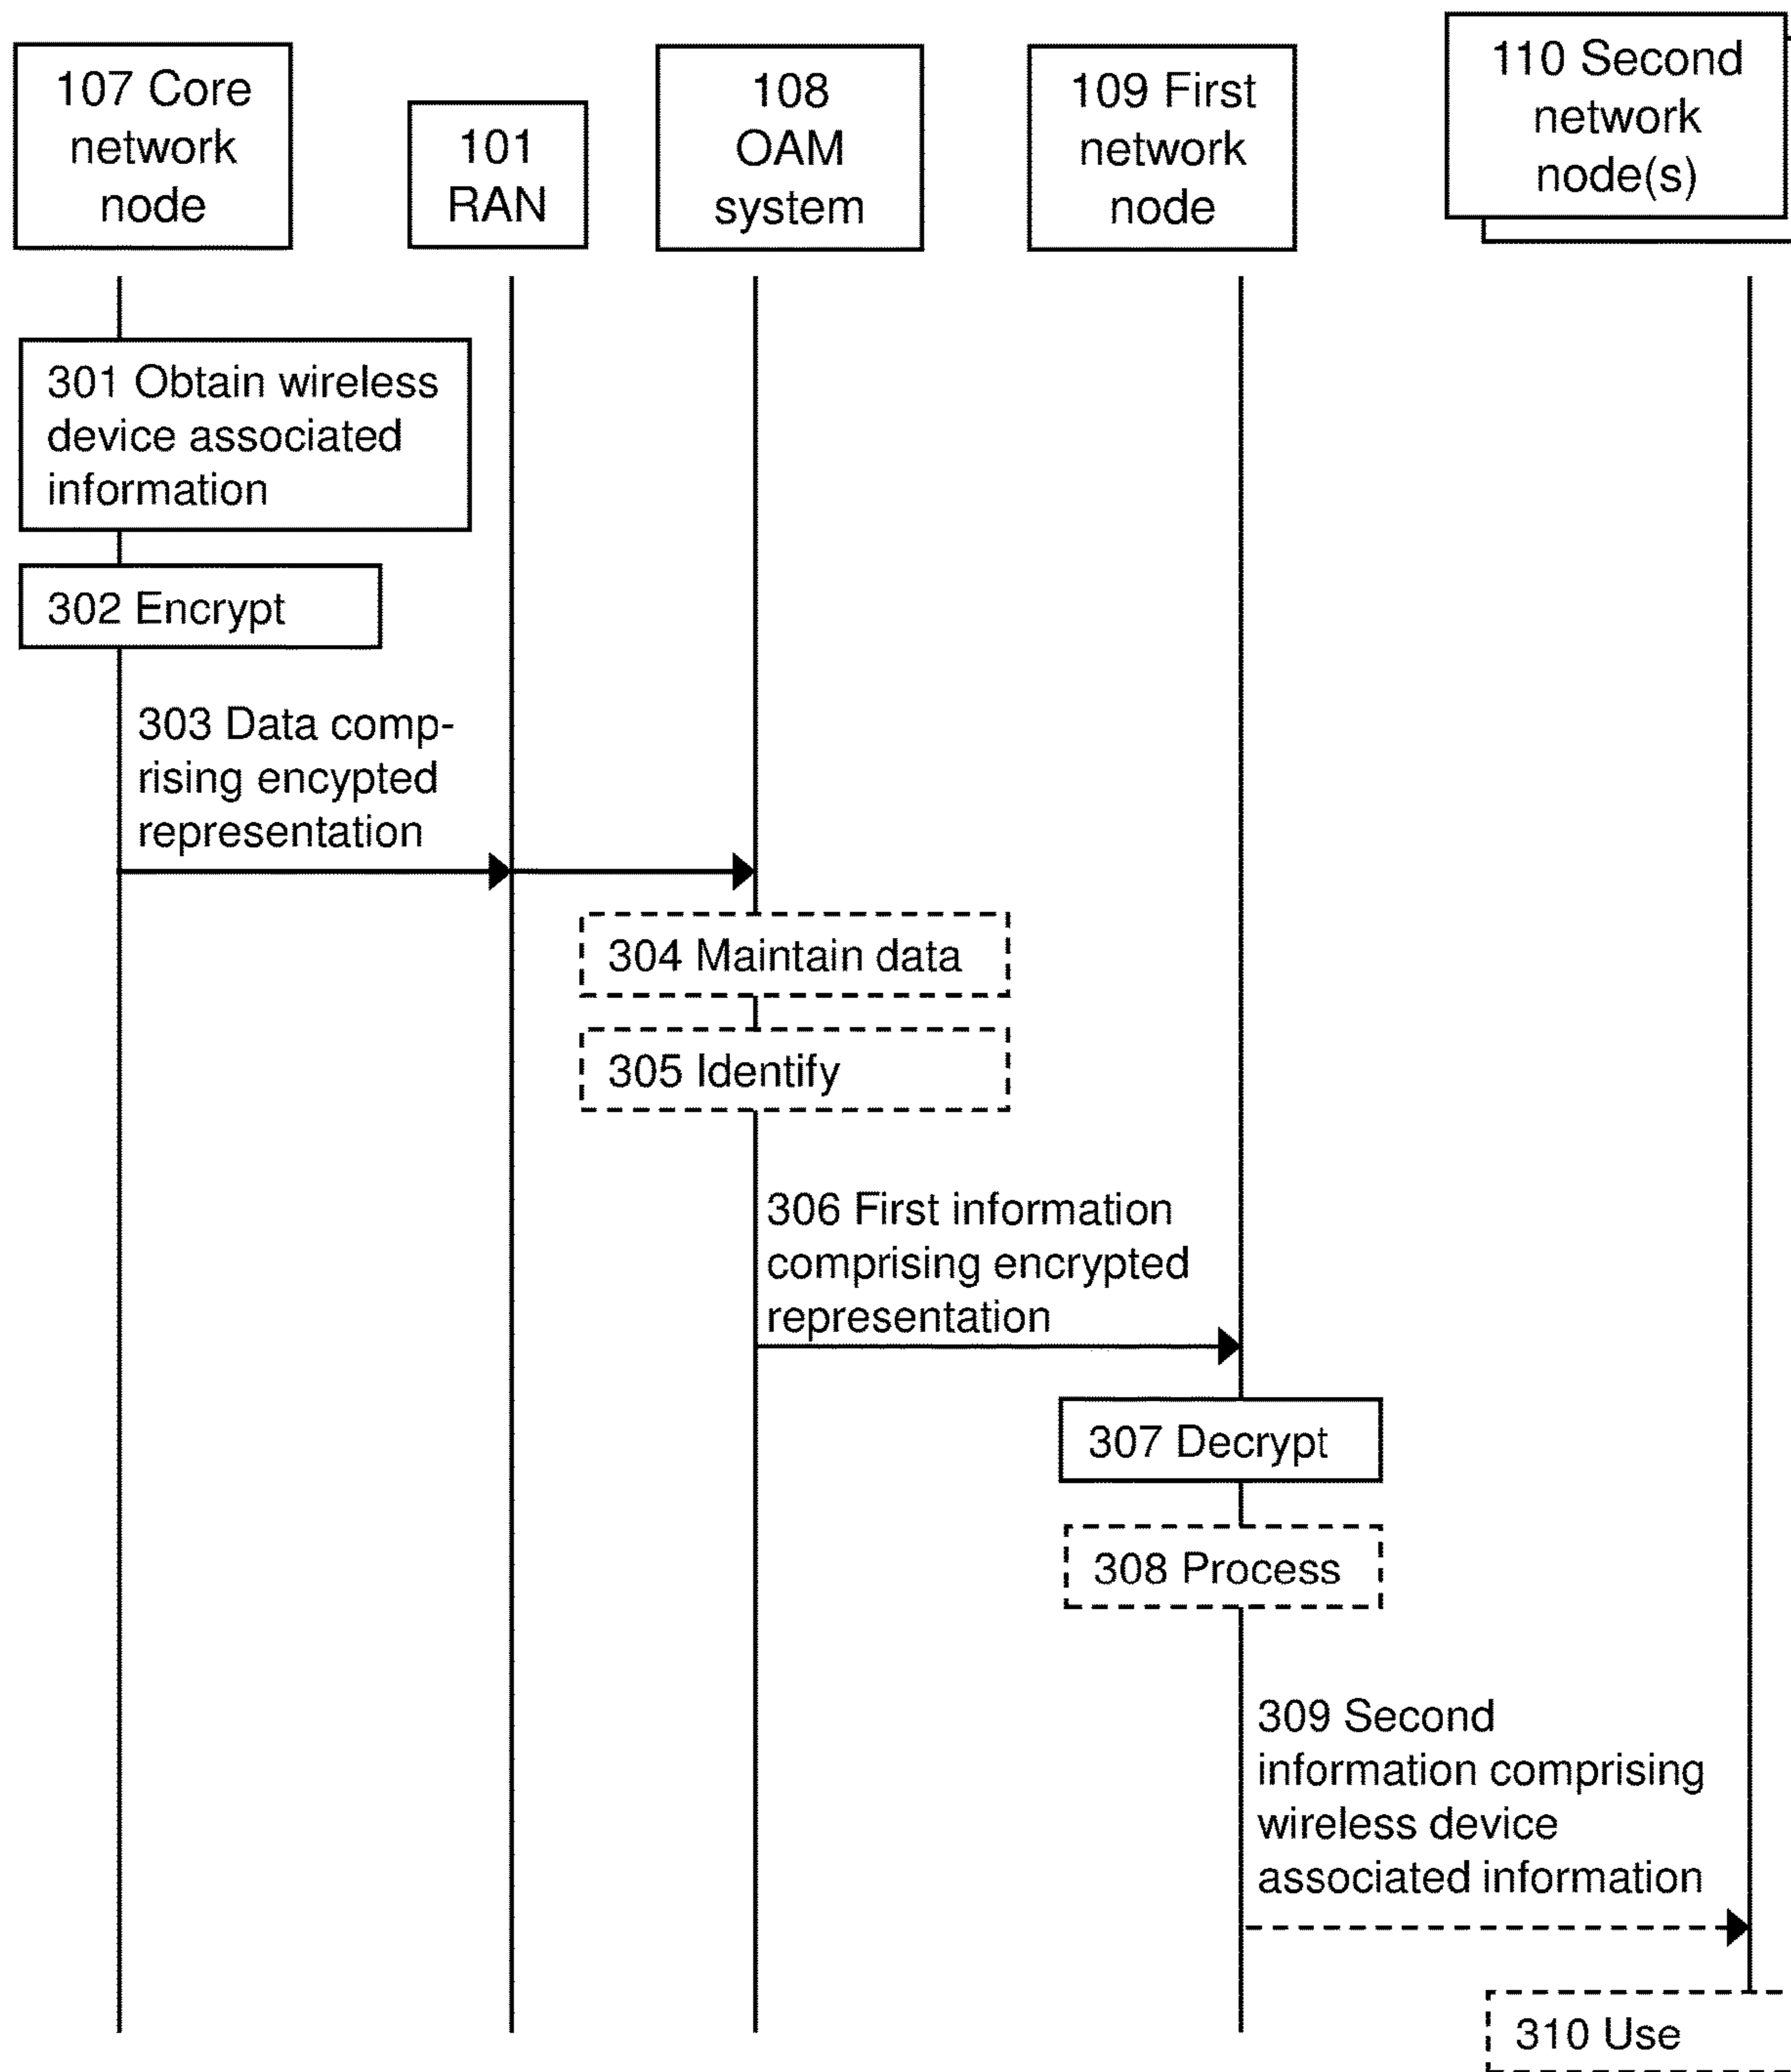 107 Core
network
node
101
RAN
108
OAM
system
109 First
network
node
110 Second
network
node(s)
301 Obtain wireless
device associated
information
302 Encrypt
303 Data comp-
rising encypted
representation
304 Maintain data
305 Identify
306 First information
comprising encrypted
representation
307 Decrypt
308 Process
309 Second
information comprising
wireless device
associated information
310 Use